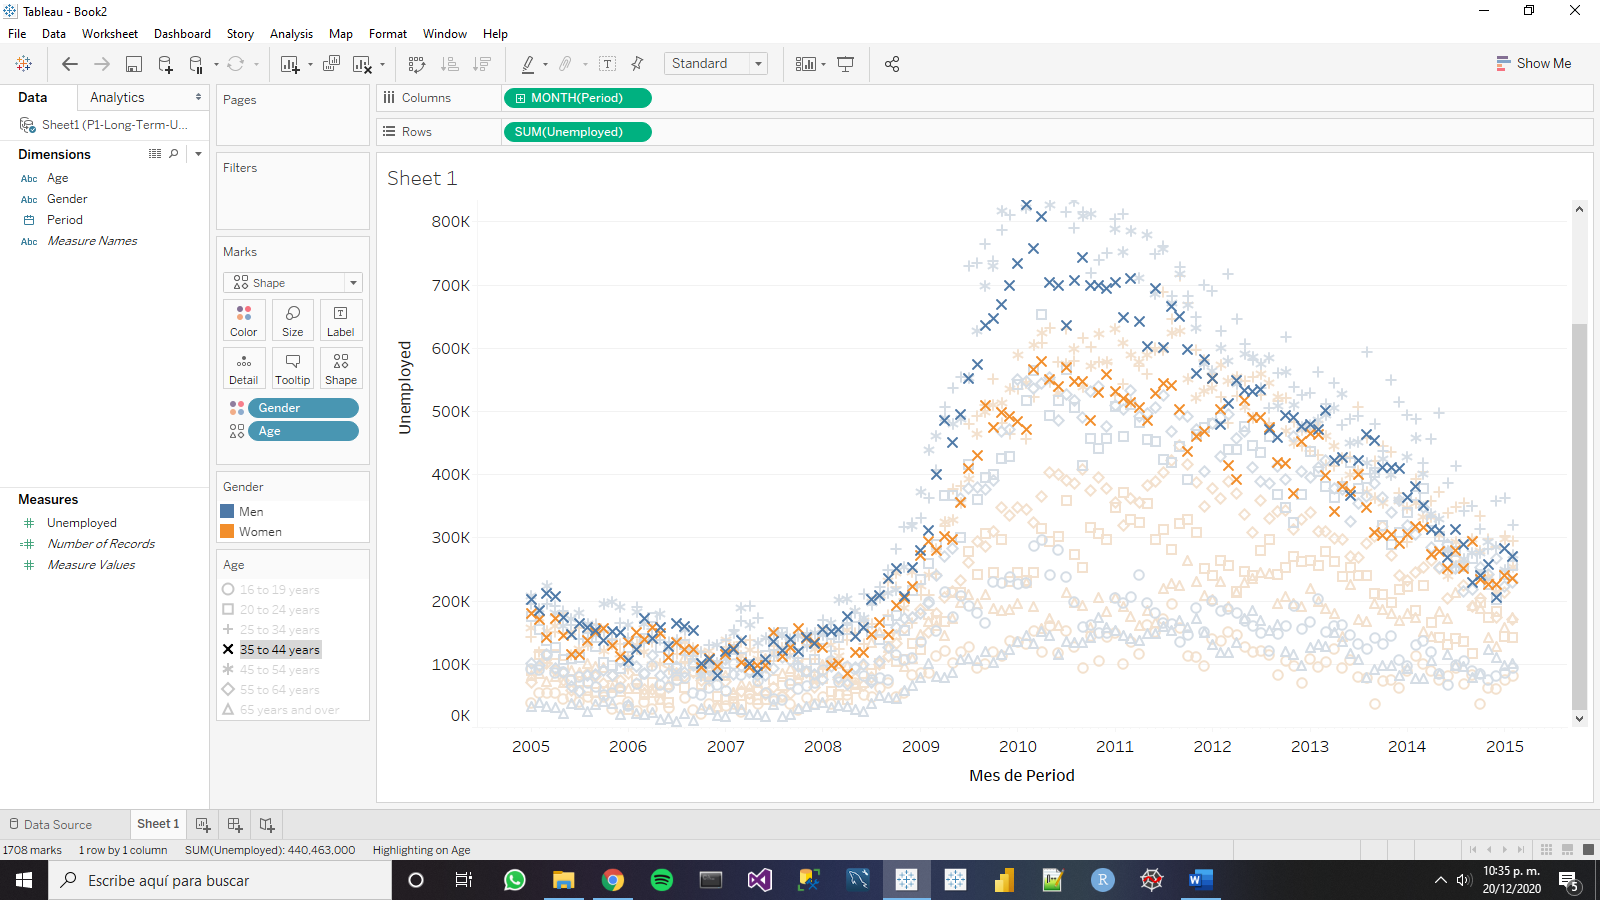 Tableau - Book2
File Data Worksheet Dashboard Story Analysis Map Format Window Help
Standard
Show Me
Data
Analytics
Sheet1 (P1-Long-Term-U...
Dimensions
Abc Age
Abc Gender
Period
Abc Measure Names
Measures
# Unemployed
=# Number of Records
# Measure Values
Pages
Filters
Marks
Shape
Color Size Label
Detail Tooltip Shape
Gender
Age
Gender
Men
Women
Age
16 to 19 years
20 to 24 years
25 to 34 years
35 to 44 years
45 to 54 years
55 to 64 years
65 years and over
Columns
MONTH(Period)
Rows
SUM(Unemployed)
Sheet 1
Unemployed
800K
700K
600K
500K
400K
300K
200K
100K
0K
2005 2006 2007 2008 2009 2010 2011 2012 2013 2014 2015
Mes de Period
Data Source
Sheet 1
1708 marks 1 row by 1 column SUM(Unemployed): 440,463,000 Highlighting on Age
Escribe aquí para buscar
R
W
10:35 p. m.
20/12/2020
5